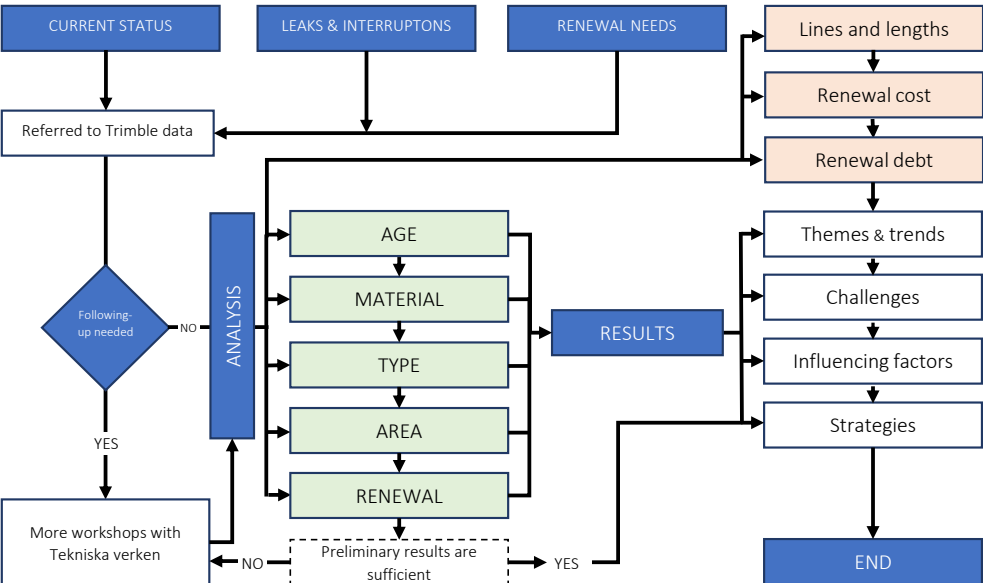 CURRENT STATUS
LEAKS & INTERRUPTONS
RENEWAL NEEDS
Lines and lengths
Renewal cost
Renewal debt
Referred to Trimble data
Following-
up needed
NO
YES
More workshops with
Tekniska verken
ANALYSIS
AGE
MATERIAL
TYPE
AREA
RENEWAL
Preliminary results are
sufficient
NO
YES
RESULTS
Themes & trends
Challenges
Influencing factors
Strategies
END